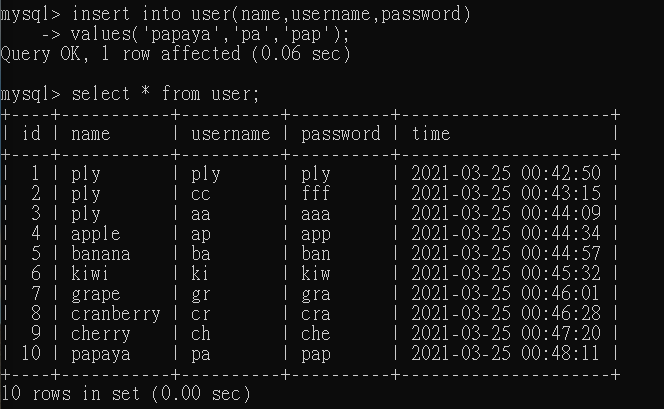 mysql> insert into user(name,username,password)
    -> values('papaya','pa','pap');
Query OK, 1 row affected (0.06 sec)

mysql> select * from user;
+----+-----------+----------+----------+---------------------+
| id | name      | username | password | time                |
+----+-----------+----------+----------+---------------------+
|  1 | ply       | ply      | ply      | 2021-03-25 00:42:50 |
|  2 | ply       | cc       | fff      | 2021-03-25 00:43:15 |
|  3 | ply       | aa       | aaa      | 2021-03-25 00:44:09 |
|  4 | apple     | ap       | app      | 2021-03-25 00:44:34 |
|  5 | banana    | ba       | ban      | 2021-03-25 00:44:57 |
|  6 | kiwi      | ki       | kiw      | 2021-03-25 00:45:32 |
|  7 | grape     | gr       | gra      | 2021-03-25 00:46:01 |
|  8 | cranberry | cr       | cra      | 2021-03-25 00:46:28 |
|  9 | cherry    | ch       | che      | 2021-03-25 00:47:20 |
| 10 | papaya    | pa       | pap      | 2021-03-25 00:48:11 |
+----+-----------+----------+----------+---------------------+
10 rows in set (0.00 sec)